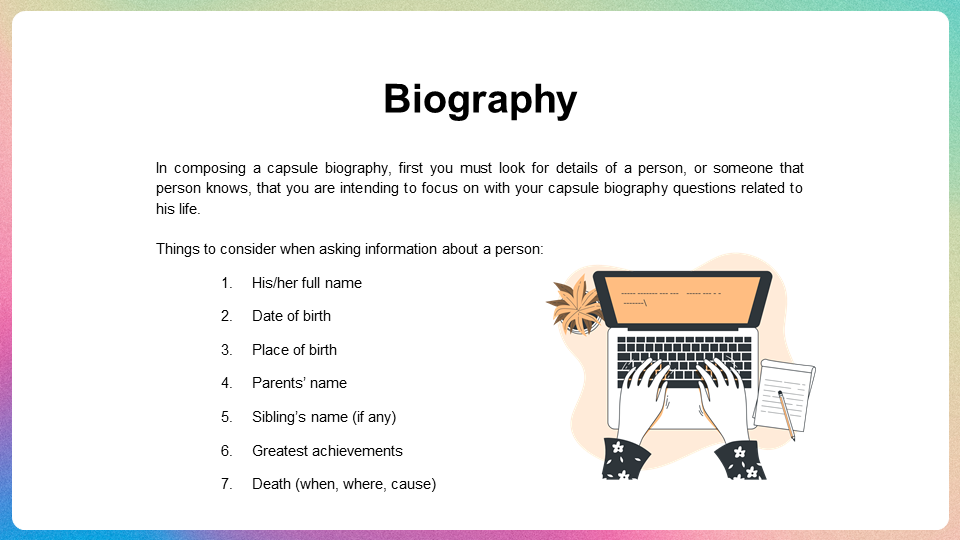 Biography
In composing a capsule biography, first you must look for details of a person, or someone that
person knows, that you are intending to focus on with your capsule biography questions related to
his life.
Things to consider when asking information about a person:
1. His/her full name
2. Date of birth
3. Place of birth
4. Parents’ name
5. Sibling’s name (if any)
6. Greatest achievements
7. Death (when, where, cause)